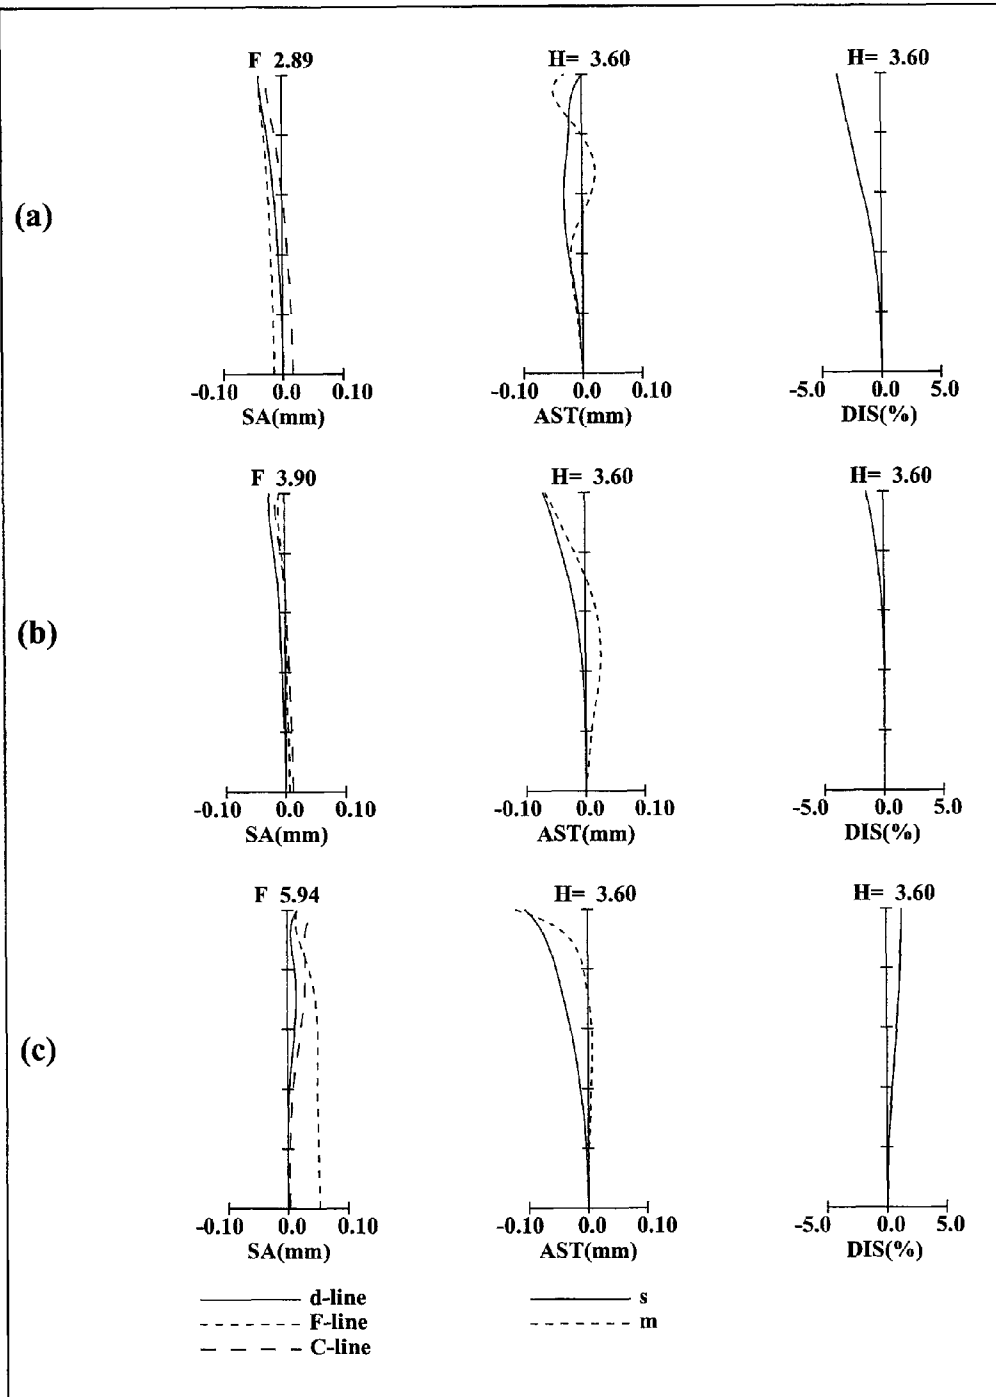 F 2.89
H= 3.60
H= 3.60
(a)
-0.10 0.0 0.10
SA(mm)
-0.10 0.0 0.10
AST(mm)
-5.0 0.0 5.0
DIS(%)
F 3.90
H= 3.60
H= 3.60
(b)
-0.10 0.0 0.10
SA(mm)
-0.10 0.0 0.10
AST(mm)
-5.0 0.0 5.0
DIS(%)
F 5.94
H= 3.60
H= 3.60
(c)
-0.10 0.0 0.10
SA(mm)
-0.10 0.0 0.10
AST(mm)
-5.0 0.0 5.0
DIS(%)
d-line
F-line
C-line
s
m